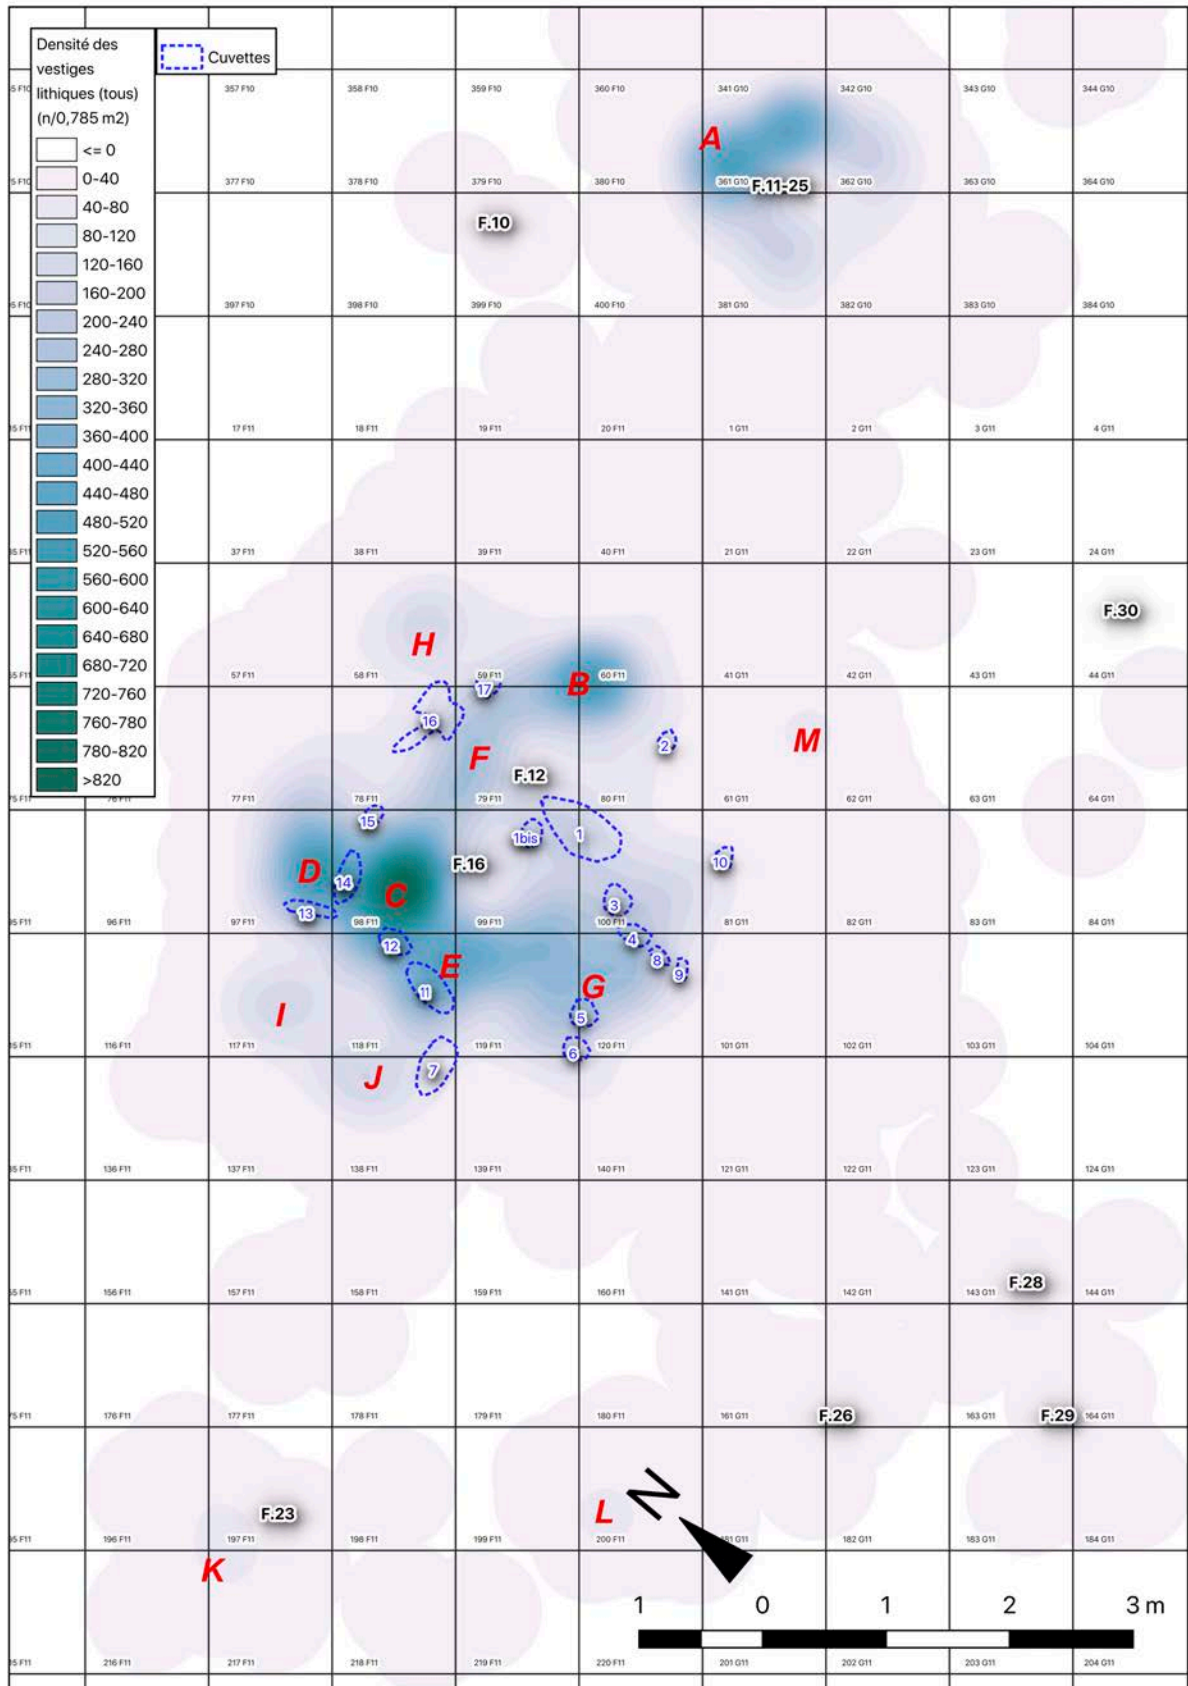 Densité des
vestiges
lithiques (tous)
(n/0,785 m2)
<= 0
0-40
40-80
80-120
120-160
160-200
200-240
240-280
280-320
320-360
360-400
400-440
440-480
480-520
520-560
560-600
600-640
640-680
680-720
720-760
760-780
780-820
>820
Cuvettes
357 F10 358 F10 359 F10 360 F10 341 G10 342 G10 343 G10 344 G10
A
377 F10 378 F10 379 F10 380 F10 361 G10 362 G10 363 G10 364 G10
F.11-25
F.10
397 F10 398 F10 399 F10 400 F10 381 G10 382 G10 383 G10 384 G10
17 F11 18 F11 19 F11 20 F11 1 G11 2 G11 3 G11 4 G11
37 F11 38 F11 39 F11 40 F11 21 G11 22 G11 23 G11 24 G11
F.30
H
57 F11 58 F11 59 F11 60 F11 41 G11 42 G11 43 G11 44 G11
17 B
16
2 M
F F.12
77 F11 78 F11 79 F11 80 F11 61 G11 62 G11 63 G11 64 G11
15
1bis 1
D 14 F.16 10
C
13 3
96 F11 97 F11 98 F11 99 F11 100 F11 81 G11 82 G11 84 G11
12 4
E 8
9
11 G
I 5
116 F11 117 F11 118 F11 119 F11 120 F11 101 G11 102 G11 103 G11 104 G11
6
J 7
136 F11 137 F11 138 F11 139 F11 140 F11 121 G11 122 G11 123 G11 124 G11
F.28
156 F11 157 F11 158 F11 159 F11 160 F11 141 G11 142 G11 143 G11 144 G11
176 F11 177 F11 178 F11 179 F11 180 F11 161 G11 F.26 163 G11 F.29 164 G11
N
F.23 L
196 F11 197 F11 198 F11 199 F11 200 F11 181 G11 182 G11 183 G11 184 G11
K
1 0 1 2 3 m
216 F11 217 F11 218 F11 219 F11 220 F11 201 G11 202 G11 203 G11 204 G11